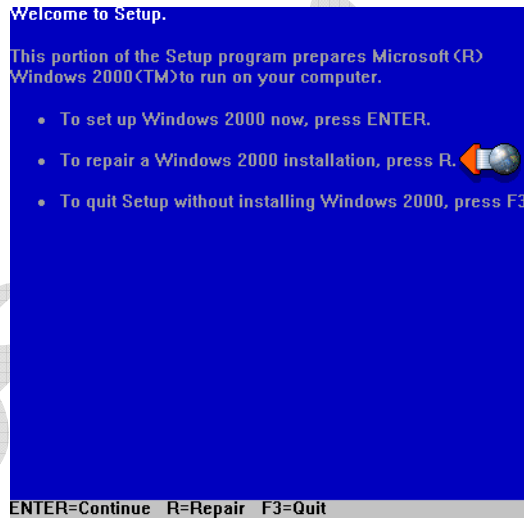 Welcome to Setup.
This portion of the Setup program prepares Microsoft(R)
Windows 2000(TM)to run on your computer.
• To set up Windows 2000 now, press ENTER.
• To repair a Windows 2000 installation, press R.
• To quit Setup without installing Windows 2000, press F3
ENTER=Continue R=Repair F3=Quit